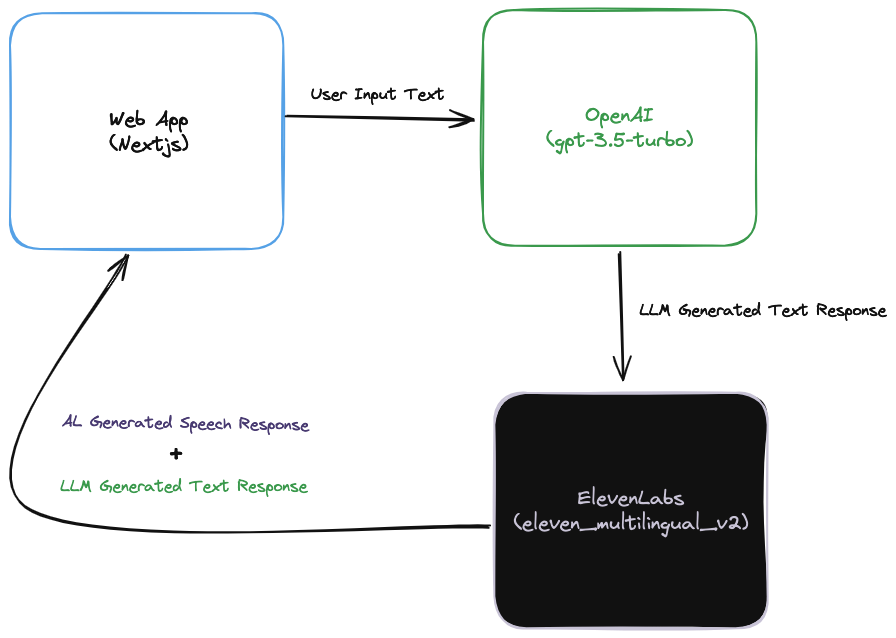 Web App
(Nextjs)
User Input Text
OpenAI
(gpt-3.5-turbo)
LLM Generated Text Response
ElevenLabs
(eleven_multilingual_v2)
AL Generated Speech Response
+
LLM Generated Text Response